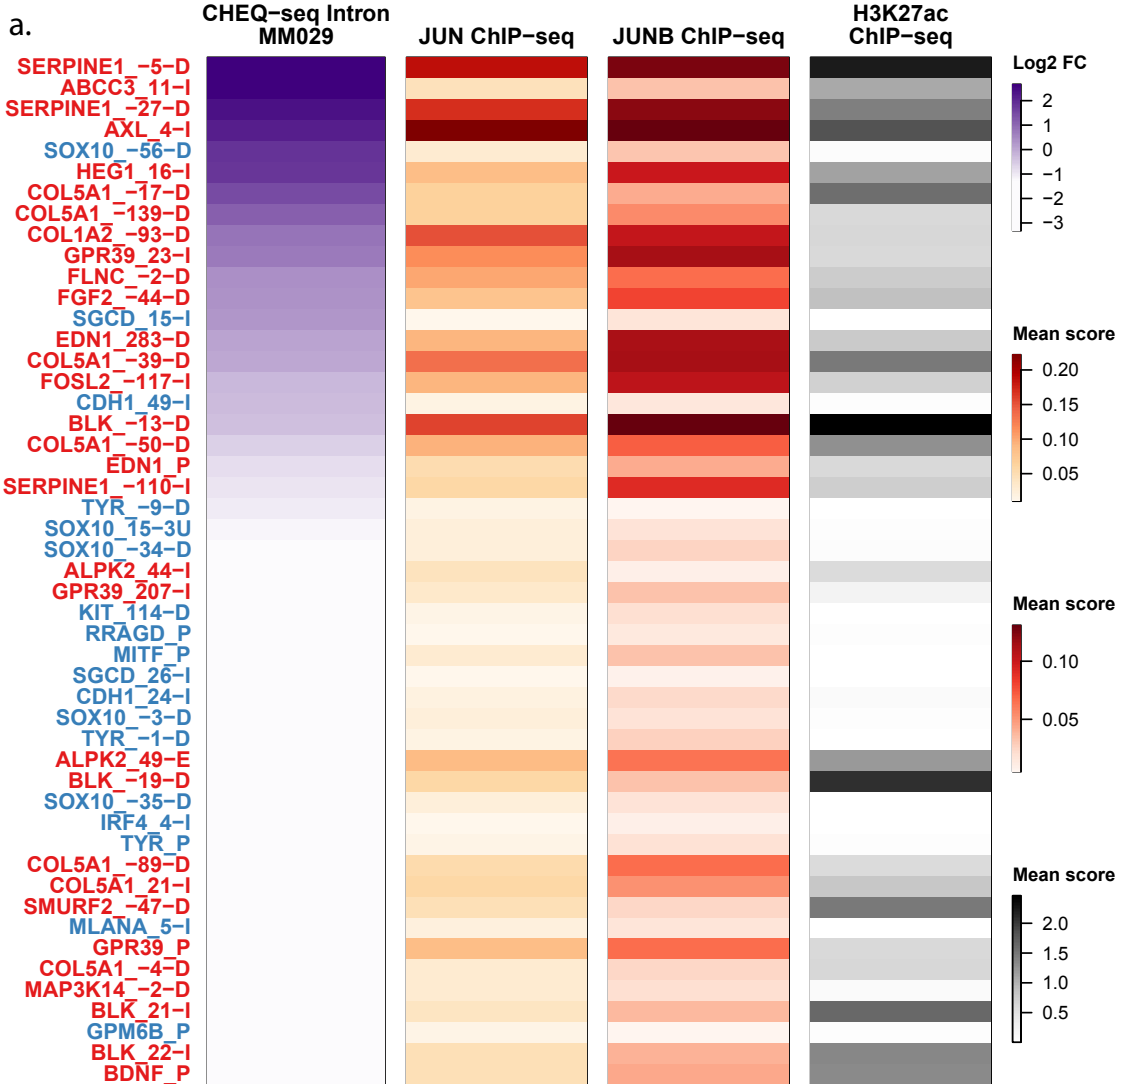 a.
CHEQ−seq Intron
MM029
JUN ChIP−seq
JUNB ChIP−seq
H3K27ac
ChIP−seq
SERPINE1_−5−D
ABCC3_11−I
SERPINE1_−27−D
AXL_4−I
SOX10_−56−D
HEG1_16−I
COL5A1_−17−D
COL5A1_−139−D
COL1A2_−93−D
GPR39_23−I
FLNC_−2−D
FGF2_−44−D
SGCD_15−I
EDN1_283−D
COL5A1_−39−D
FOSL2_−117−I
CDH1_49−I
BLK_−13−D
COL5A1_−50−D
EDN1_P
SERPINE1_−110−I
TYR_−9−D
SOX10_15−3U
SOX10_−34−D
ALPK2_44−I
GPR39_207−I
KIT_114−D
RRAGD_P
MITF_P
SGCD_26−I
CDH1_24−I
SOX10_−3−D
TYR_−1−D
ALPK2_49−E
BLK_−19−D
SOX10_−35−D
IRF4_4−I
TYR_P
COL5A1_−89−D
COL5A1_21−I
SMURF2_−47−D
MLANA_5−I
GPR39_P
COL5A1_−4−D
MAP3K14_−2−D
BLK_21−I
GPM6B_P
BLK_22−I
BDNF_P
Log2 FC
2
1
0
−1
−2
−3
Mean score
0.20
0.15
0.10
0.05
Mean score
0.10
0.05
Mean score
2.0
1.5
1.0
0.5